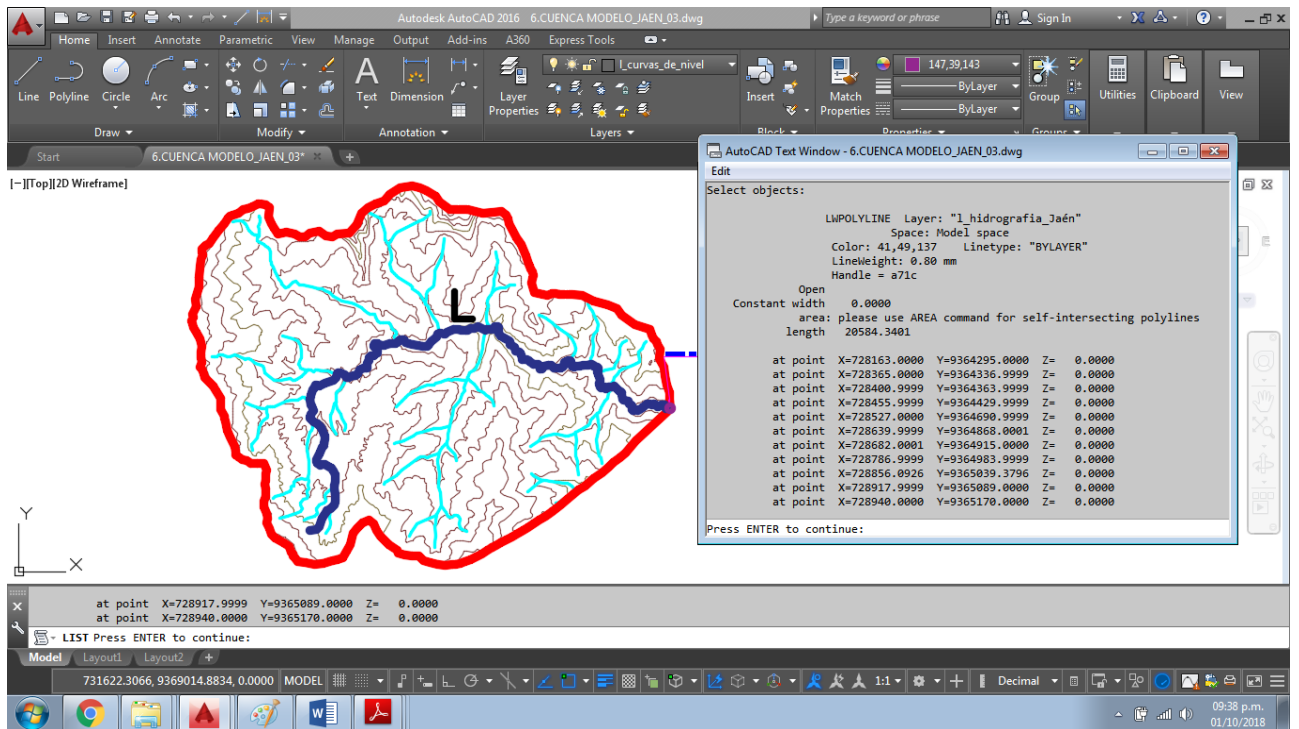 Autodesk AutoCAD 2016 6.CUENCA MODELO_JAEN_03.dwg
Type a keyword or phrase
Sign In
Home Insert Annotate Parametric View Manage Output Add-ins A360 Express Tools
Line Polyline Circle Arc
Text Dimension
Layer Properties
l_curvas_de_nivel
Insert
Match Properties
147,39,143
ByLayer
ByLayer
Group
Utilities
Clipboard
View
Draw
Modify
Annotation
Layers
Block
Properties
Groups
Start
6.CUENCA MODELO_JAEN_03*
[−][Top][2D Wireframe]
L
Y
X
AutoCAD Text Window - 6.CUENCA MODELO_JAEN_03.dwg
Edit
Select objects:
LWPOLYLINE Layer: "l_hidrografia_Jaén"
Space: Model space
Color: 41,49,137 Linetype: "BYLAYER"
LineWeight: 0.80 mm
Handle = a71c
Open
Constant width 0.0000
area: please use AREA command for self-intersecting polylines
length 20584.3401
at point X=728163.0000 Y=9364295.0000 Z= 0.0000
at point X=728365.0000 Y=9364336.9999 Z= 0.0000
at point X=728400.9999 Y=9364363.9999 Z= 0.0000
at point X=728455.9999 Y=9364429.9999 Z= 0.0000
at point X=728527.0000 Y=9364690.9999 Z= 0.0000
at point X=728639.9999 Y=9364868.0001 Z= 0.0000
at point X=728682.0001 Y=9364915.0000 Z= 0.0000
at point X=728786.9999 Y=9364983.9999 Z= 0.0000
at point X=728856.0926 Y=9365039.3796 Z= 0.0000
at point X=728917.9999 Y=9365089.0000 Z= 0.0000
at point X=728940.0000 Y=9365170.0000 Z= 0.0000
Press ENTER to continue:
at point X=728917.9999 Y=9365089.0000 Z= 0.0000
at point X=728940.0000 Y=9365170.0000 Z= 0.0000
LIST Press ENTER to continue:
Model Layout1 Layout2 +
731622.3066, 9369014.8834, 0.0000 MODEL
1:1
Decimal
09:38 p.m.
01/10/2018